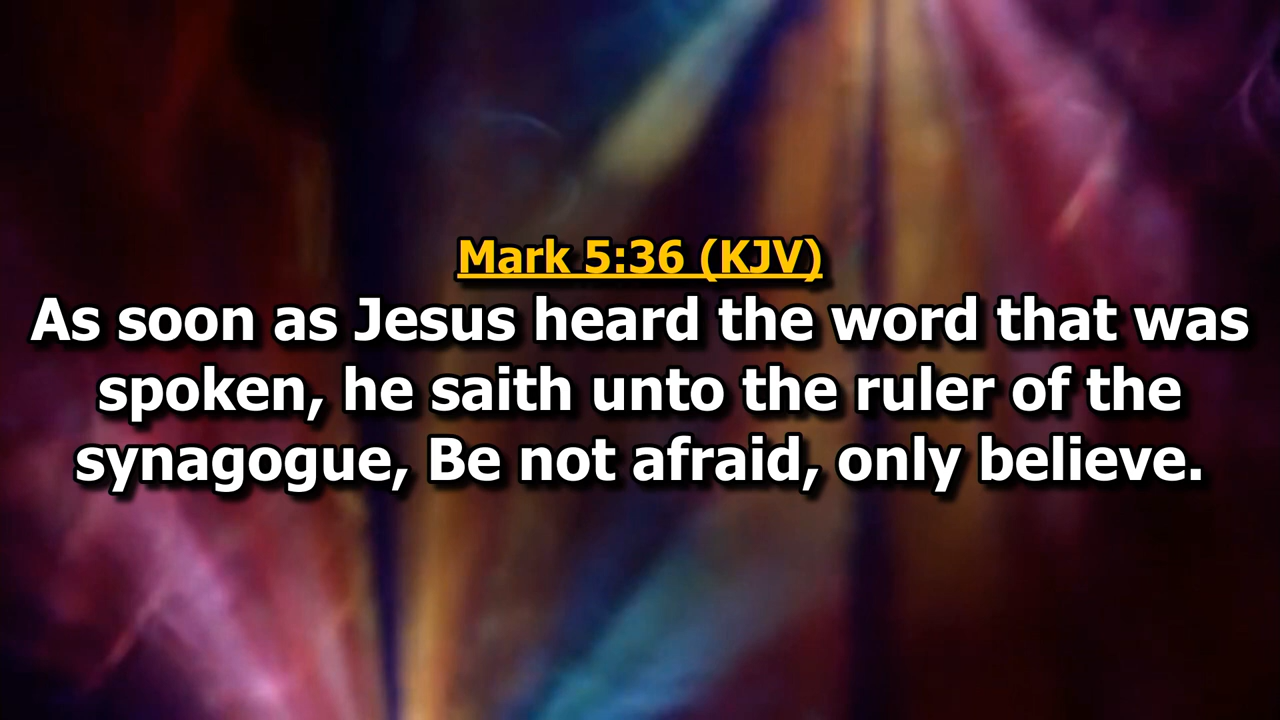 Mark 5:36 (KJV)
As soon as Jesus heard the word that was
spoken, he saith unto the ruler of the
synagogue, Be not afraid, only believe.